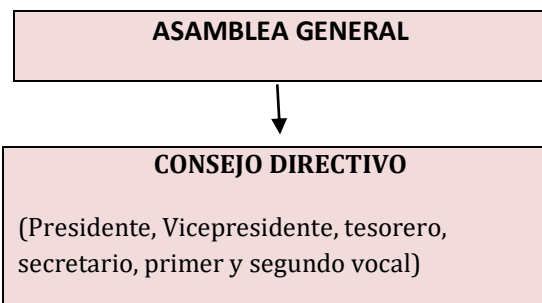 ASAMBLEA GENERAL
CONSEJO DIRECTIVO
(Presidente, Vicepresidente, tesorero,
secretario, primer y segundo vocal)